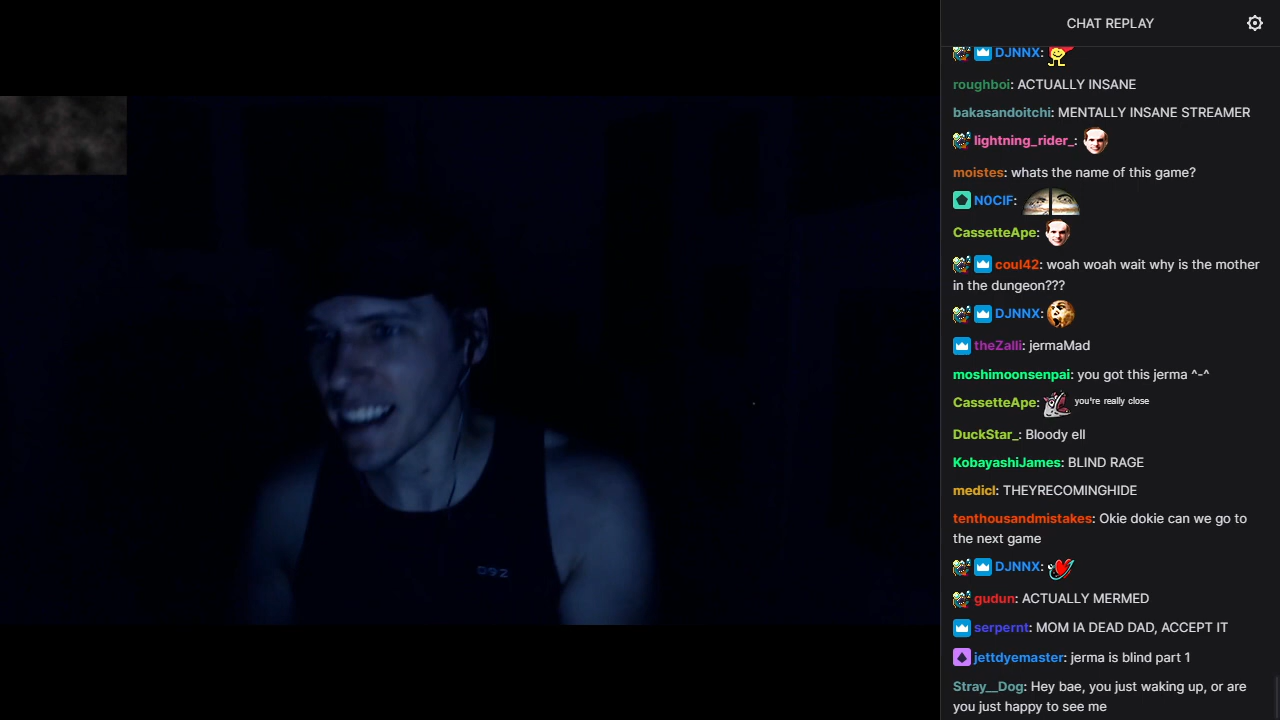 CHAT REPLAY
DJNNX:
roughboi: ACTUALLY INSANE
bakasandoitchi: MENTALLY INSANE STREAMER
lightning_rider_:
moistes: whats the name of this game?
N0CIF:
CassetteApe:
coul42: woah woah wait why is the mother
in the dungeon???
DJNNX:
theZalli: jermaMad
moshimoonsenpai: you got this jerma ^-^
CassetteApe: you're really close
DuckStar_: Bloody ell
KobayashiJames: BLIND RAGE
medicl: THEYRECOMINGHIDE
tenthousandmistakes: Okie dokie can we go to
the next game
DJNNX:
gudun: ACTUALLY MERMED
serpernt: MOM IA DEAD DAD, ACCEPT IT
jettdyemaster: jerma is blind part 1
Stray__Dog: Hey bae, you just waking up, or are
you just happy to see me